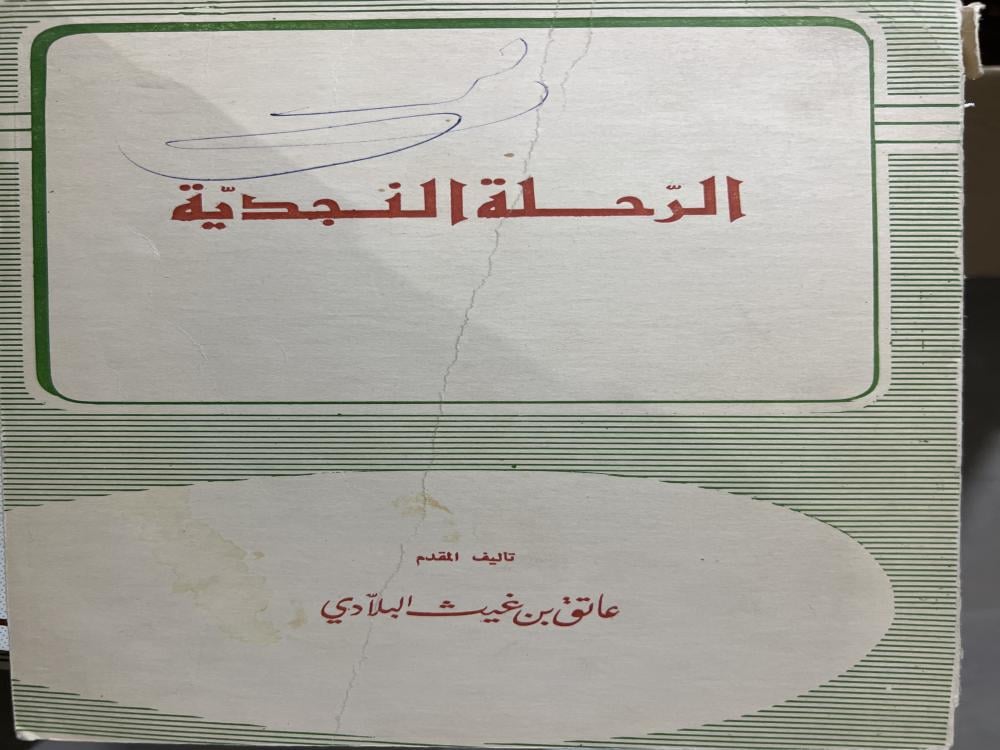 الرّحلة النجديّة
تاليف المقدم
عاتق بن غيث البلادي